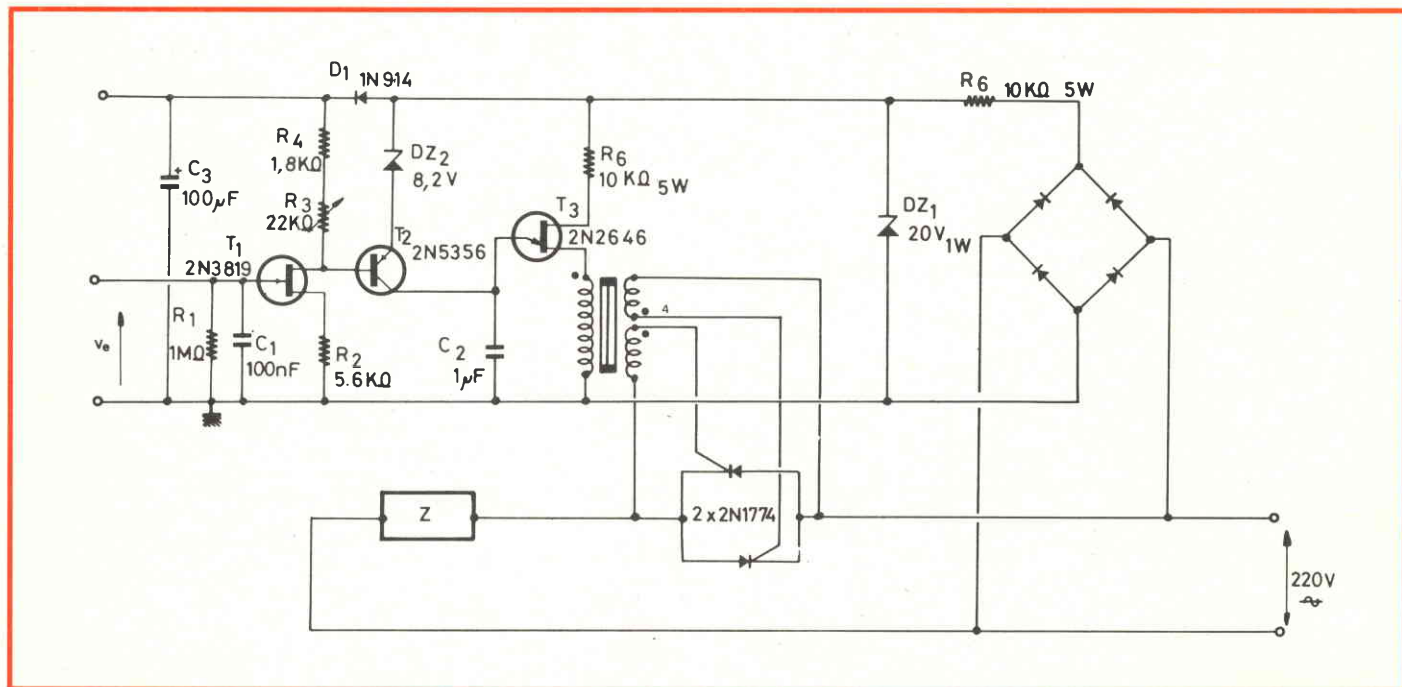 D1 1N914
R4
1,8KΩ
C3
+
100µF
R3
22KΩ
DZ2
8,2V
R6
10KΩ 5W
R6 10KΩ 5W
DZ1
20V 1W
T1
2N3819
T2
2N5356
T3
2N2646
ve
R1
1MΩ
C1
100nF
R2
5.6KΩ
C2
1µF
4
Z
2 x 2N1774
220V
~